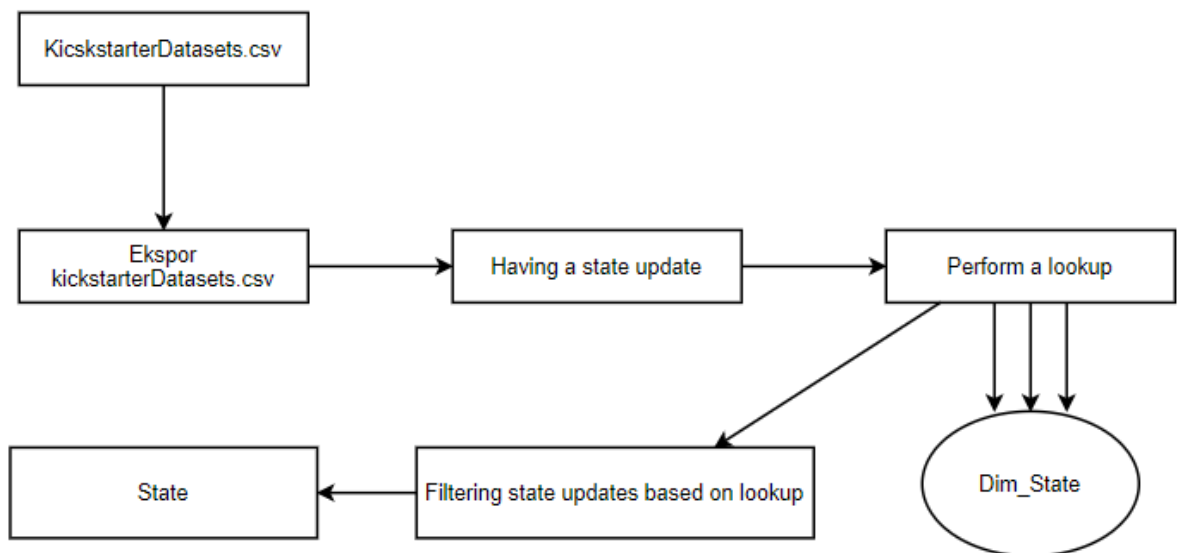 KicskstarterDatasets.csv
Ekspor
kickstarterDatasets.csv
Having a state update
Perform a lookup
State
Filtering state updates based on lookup
Dim_State